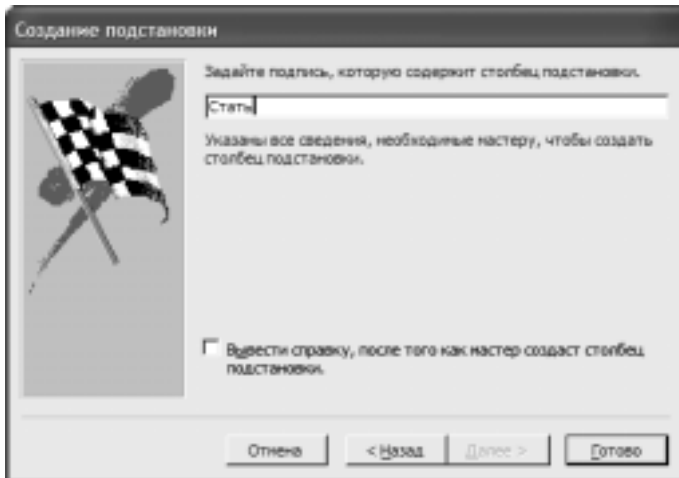 Создание подстановки
Задайте подпись, которую содержит столбец подстановки.
Стать
Указаны все сведения, необходимые мастеру, чтобы создать
столбец подстановки.
Вывести справку, после того как мастер создаст столбец
подстановки.
Отмена
< Назад
Далее >
Готово